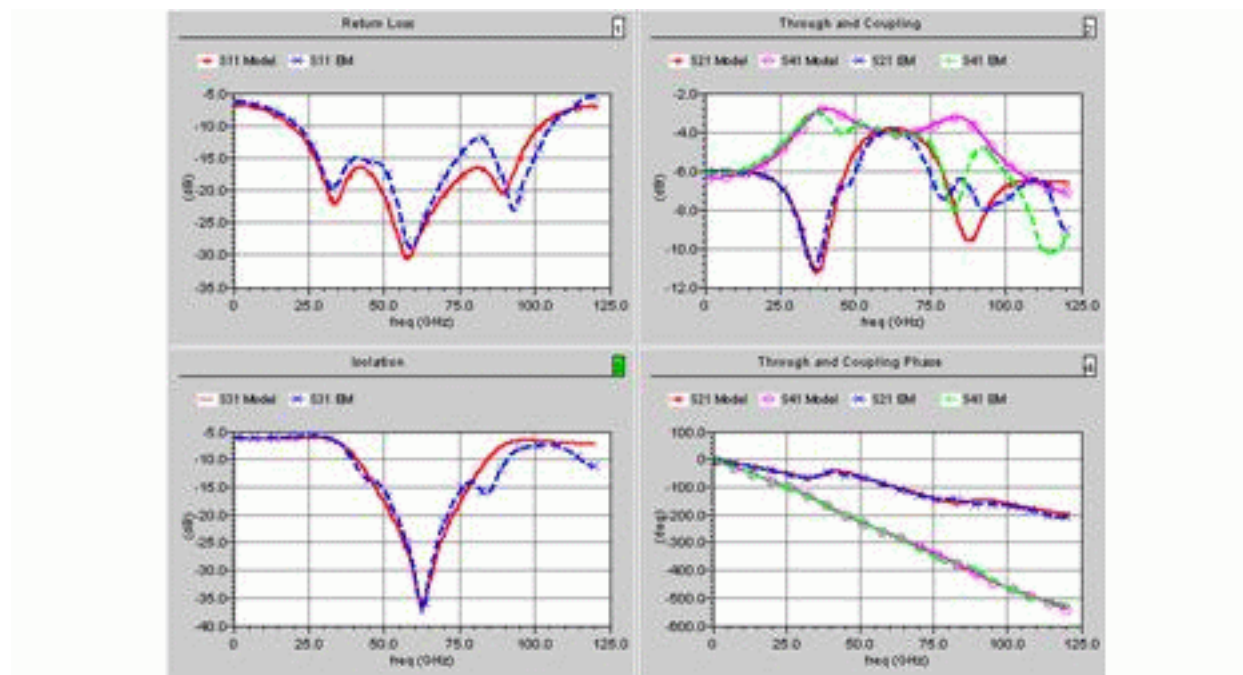 Return Loss
1
S11 Model S11 EM
-5.0
-10.0
-15.0
-20.0
-25.0
-30.0
-35.0
(dB)
0 25.0 50.0 75.0 100.0 125.0
freq (GHz)
Through and Coupling
2
S21 Model S41 Model S21 EM S41 EM
-2.0
-4.0
-6.0
-8.0
-10.0
-12.0
(dB)
0 25.0 50.0 75.0 100.0 125.0
freq (GHz)
Isolation
S31 Model S31 EM
-5.0
-10.0
-15.0
-20.0
-25.0
-30.0
-35.0
-40.0
(dB)
0 25.0 50.0 75.0 100.0 125.0
freq (GHz)
Through and Coupling Phase
4
S21 Model S41 Model S21 EM S41 EM
100.0
0
-100.0
-200.0
-300.0
-400.0
-500.0
-600.0
(deg)
0 25.0 50.0 75.0 100.0 125.0
freq (GHz)